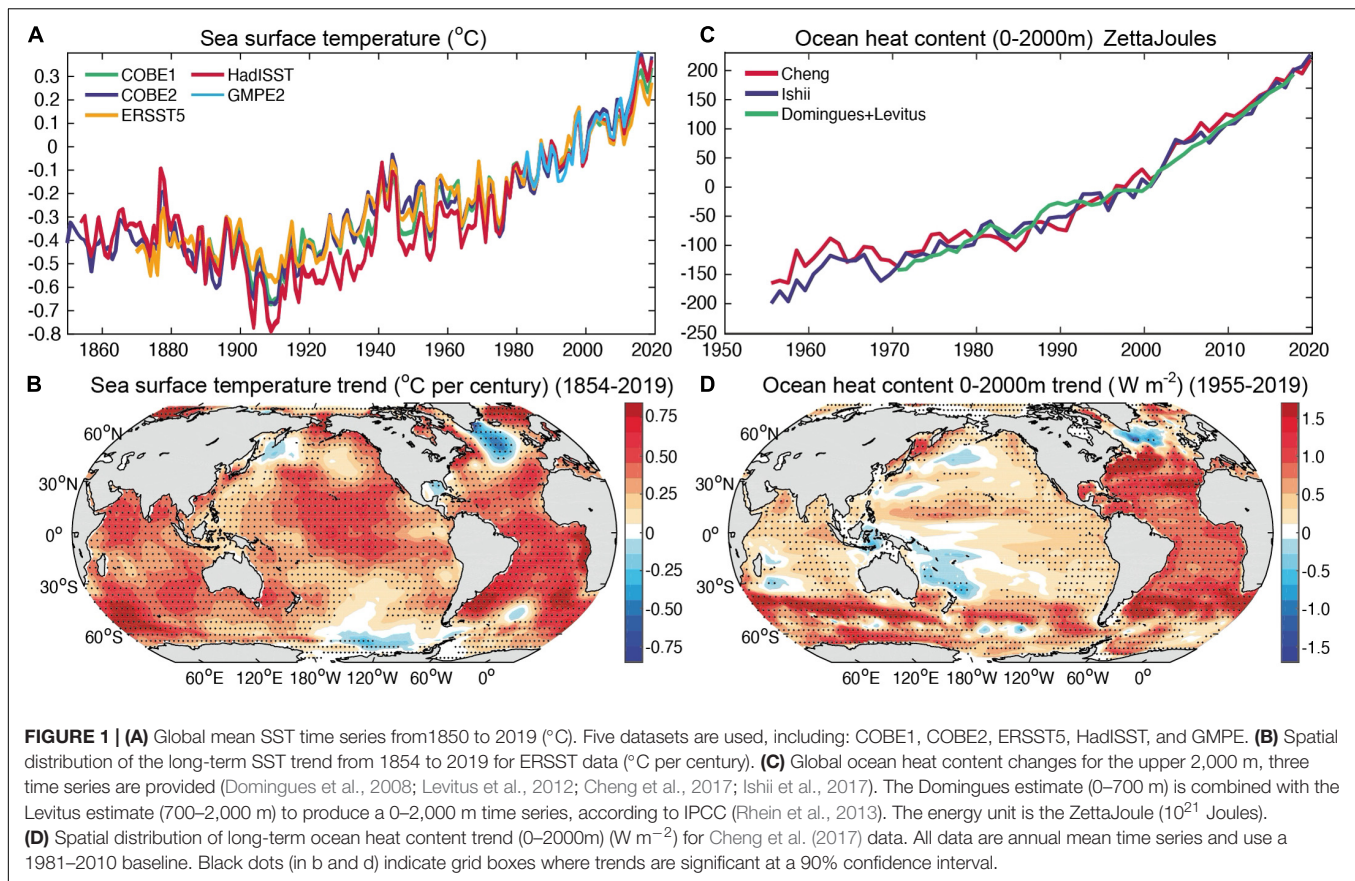 A
Sea surface temperature (°C)
COBE1
COBE2
ERSST5
HadISST
GMPE2
0.3
0.2
0.1
0
-0.1
-0.2
-0.3
-0.4
-0.5
-0.6
-0.7
-0.8
1860
1880
1900
1920
1940
1960
1980
2000
2020
C
Ocean heat content (0-2000m) ZettaJoules
Cheng
Ishii
Domingues+Levitus
200
150
100
50
0
-50
-100
-150
-200
-250
1950
1960
1970
1980
1990
2000
2010
2020
B
Sea surface temperature trend (°C per century) (1854-2019)
60°N
30°N
0°
30°S
60°S
60°E
120°E
180°W
120°W
60°W
0°
0.75
0.50
0.25
0
-0.25
-0.50
-0.75
D
Ocean heat content 0-2000m trend (W m-2) (1955-2019)
60°N
30°N
0°
30°S
60°S
60°E
120°E
180°W
120°W
60°W
0°
1.5
1.0
0.5
0
-0.5
-1.0
-1.5
FIGURE 1 | (A) Global mean SST time series from1850 to 2019 (°C). Five datasets are used, including: COBE1, COBE2, ERSST5, HadISST, and GMPE. (B) Spatial
distribution of the long-term SST trend from 1854 to 2019 for ERSST data (°C per century). (C) Global ocean heat content changes for the upper 2,000 m, three
time series are provided (Domingues et al., 2008; Levitus et al., 2012; Cheng et al., 2017; Ishii et al., 2017). The Domingues estimate (0–700 m) is combined with the
Levitus estimate (700–2,000 m) to produce a 0–2,000 m time series, according to IPCC (Rhein et al., 2013). The energy unit is the ZettaJoule (10²¹ Joules).
(D) Spatial distribution of long-term ocean heat content trend (0–2000m) (W m⁻²) for Cheng et al. (2017) data. All data are annual mean time series and use a
1981–2010 baseline. Black dots (in b and d) indicate grid boxes where trends are significant at a 90% confidence interval.